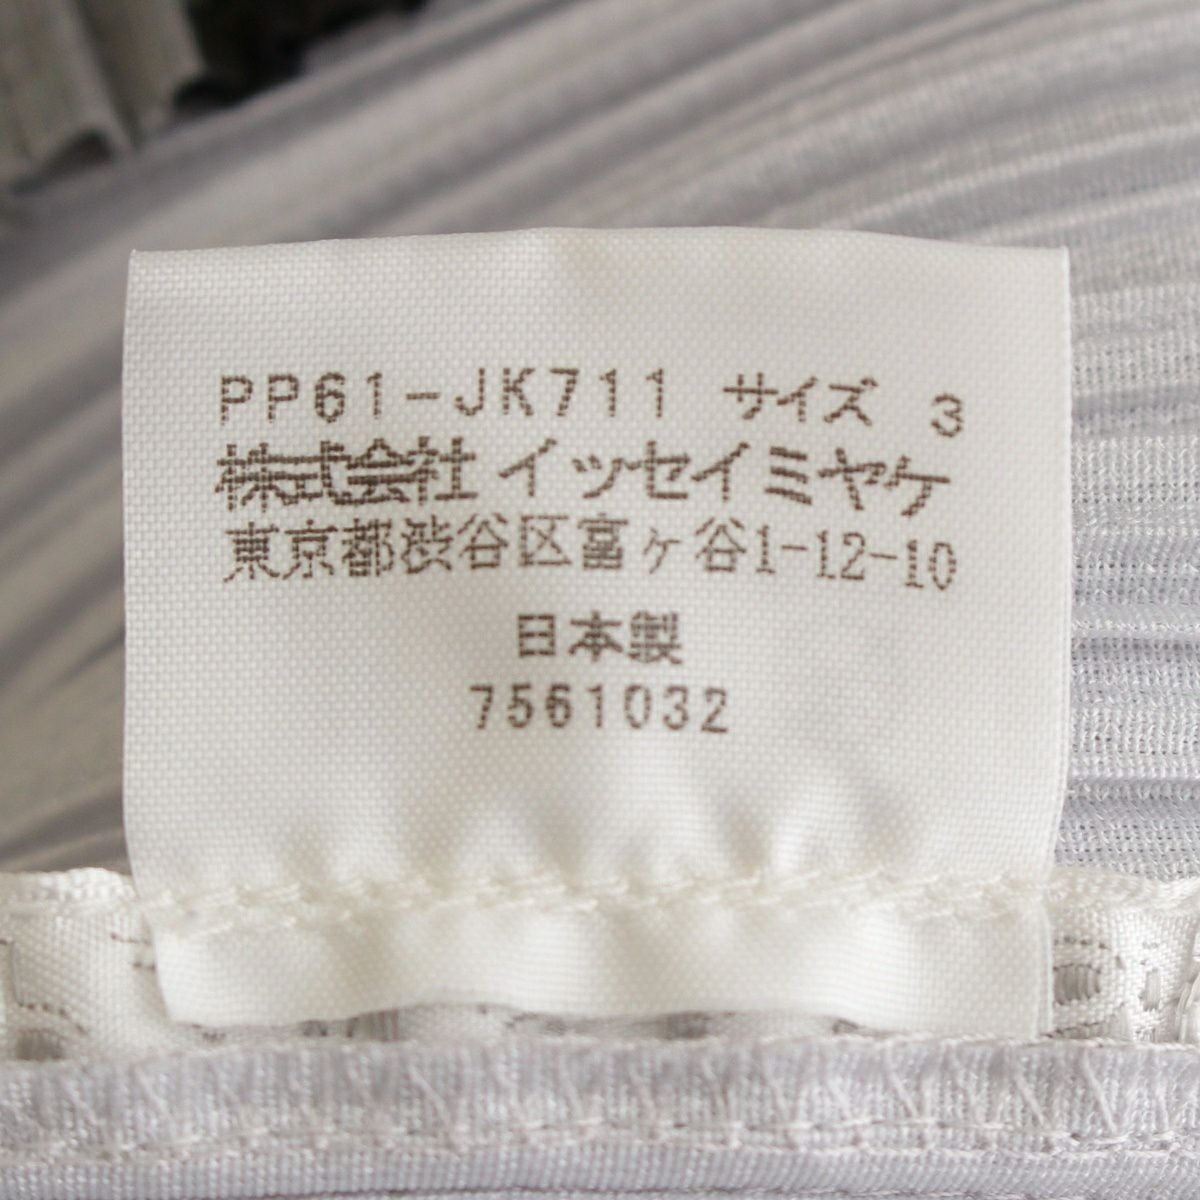 PP61-JK711 サイズ 3
株式会社イッセイミヤケ
東京都渋谷区富ヶ谷1-12-10
日本製
7561032